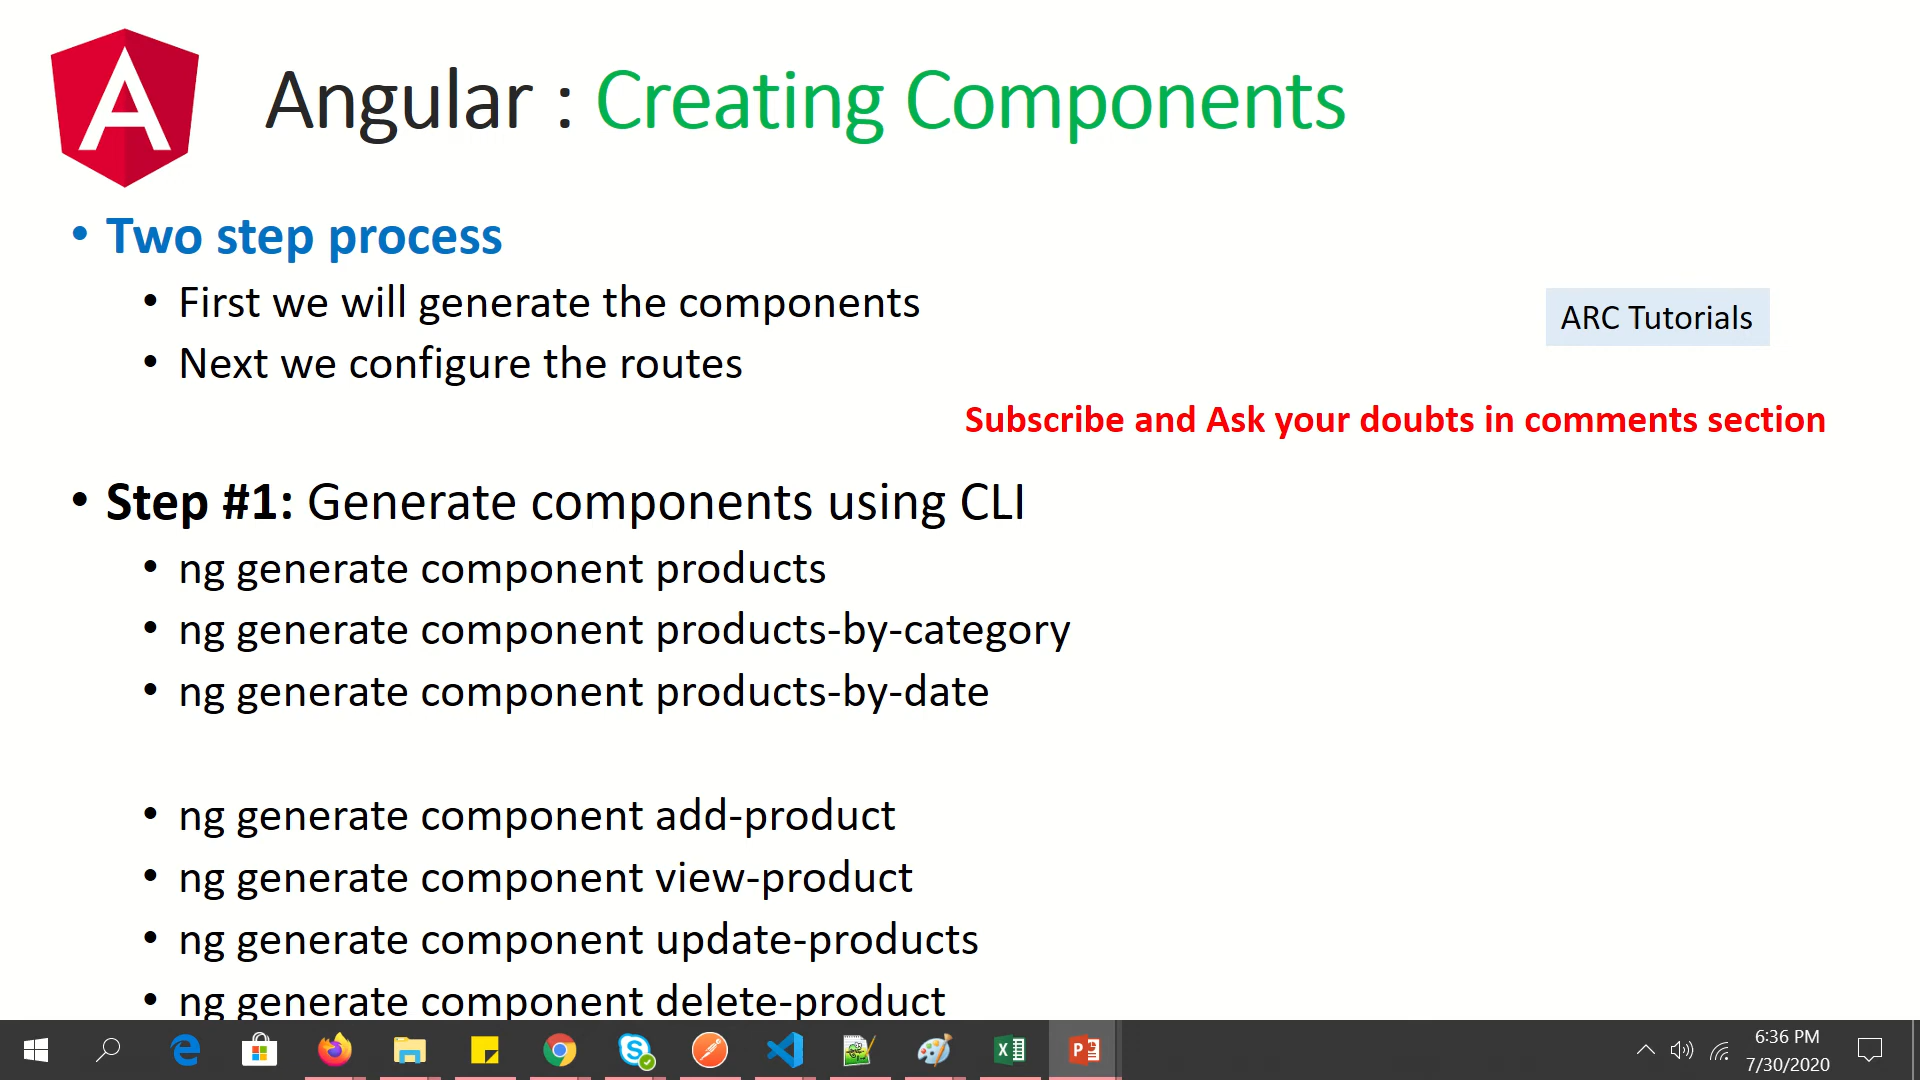 Angular : Creating Components
• Two step process
• First we will generate the components
• Next we configure the routes
ARC Tutorials
Subscribe and Ask your doubts in comments section
• Step #1: Generate components using CLI
• ng generate component products
• ng generate component products-by-category
• ng generate component products-by-date
• ng generate component add-product
• ng generate component view-product
• ng generate component update-products
• ng generate component delete-product
6:36 PM
7/30/2020